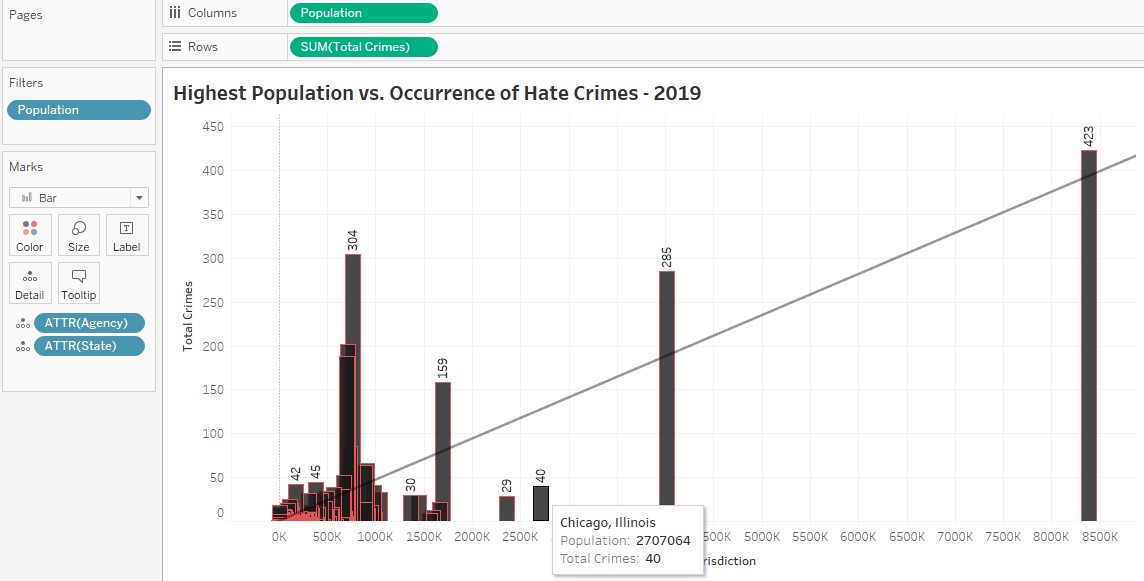 Pages
Columns
Population
Rows
SUM(Total Crimes)
Filters
Population
Marks
Bar
Color
Size
Label
Detail
Tooltip
ATTR(Agency)
ATTR(State)
Highest Population vs. Occurrence of Hate Crimes - 2019
Total Crimes
450
400
350
300
250
200
150
100
50
0
42
45
304
30
159
29
40
285
423
0K
500K
1000K
1500K
2000K
2500K
500K
6000K
6500K
7000K
7500K
8000K
8500K
risdiction
Chicago, Illinois
Population: 2707064
Total Crimes: 40